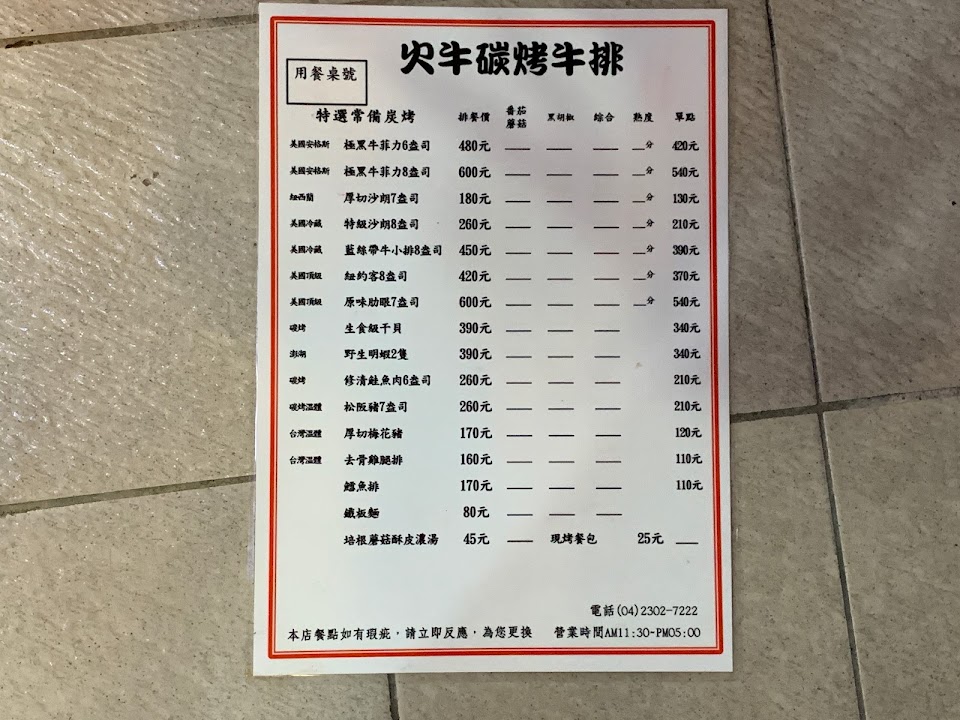 火牛碳烤牛排
用餐桌號
特選常備炭烤 排餐價 番茄蘑菇 黑胡椒 綜合 熟度 單點
美國安格斯 極黑牛菲力6盎司 480元 分 420元
美國安格斯 極黑牛菲力8盎司 600元 分 540元
紐西蘭 厚切沙朗7盎司 180元 分 130元
美國冷藏 特級沙朗8盎司 260元 分 210元
美國冷藏 藍絲帶牛小排8盎司 450元 分 390元
美國頂級 紐約客8盎司 420元 分 370元
美國頂級 原味肋眼7盎司 600元 分 540元
碳烤 生食級干貝 390元 340元
澎湖 野生明蝦2隻 390元 340元
碳烤 修清鮭魚肉6盎司 260元 210元
碳烤溫體 松阪豬7盎司 260元 210元
台灣溫體 厚切梅花豬 170元 120元
台灣溫體 去骨雞腿排 160元 110元
鱈魚排 170元 110元
鐵板麵 80元
培根蘑菇酥皮濃湯 45元 現烤餐包 25元
電話(04)2302-7222
本店餐點如有瑕疵，請立即反應，為您更換 營業時間AM11:30-PM05:00